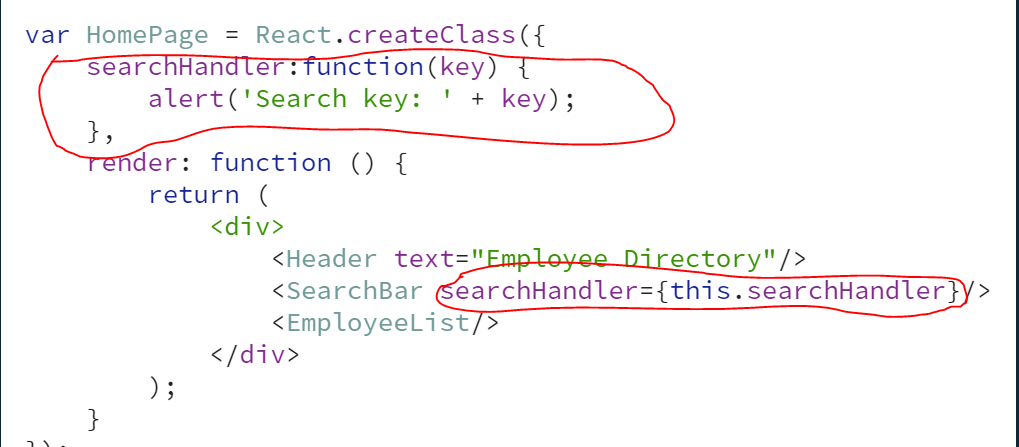 var HomePage = React.createClass({
    searchHandler:function(key) {
        alert('Search key: ' + key);
    },
    render: function () {
        return (
            <div>
                <Header text="Employee Directory"/>
                <SearchBar searchHandler={this.searchHandler}/>
                <EmployeeList/>
            </div>
        );
    }
});